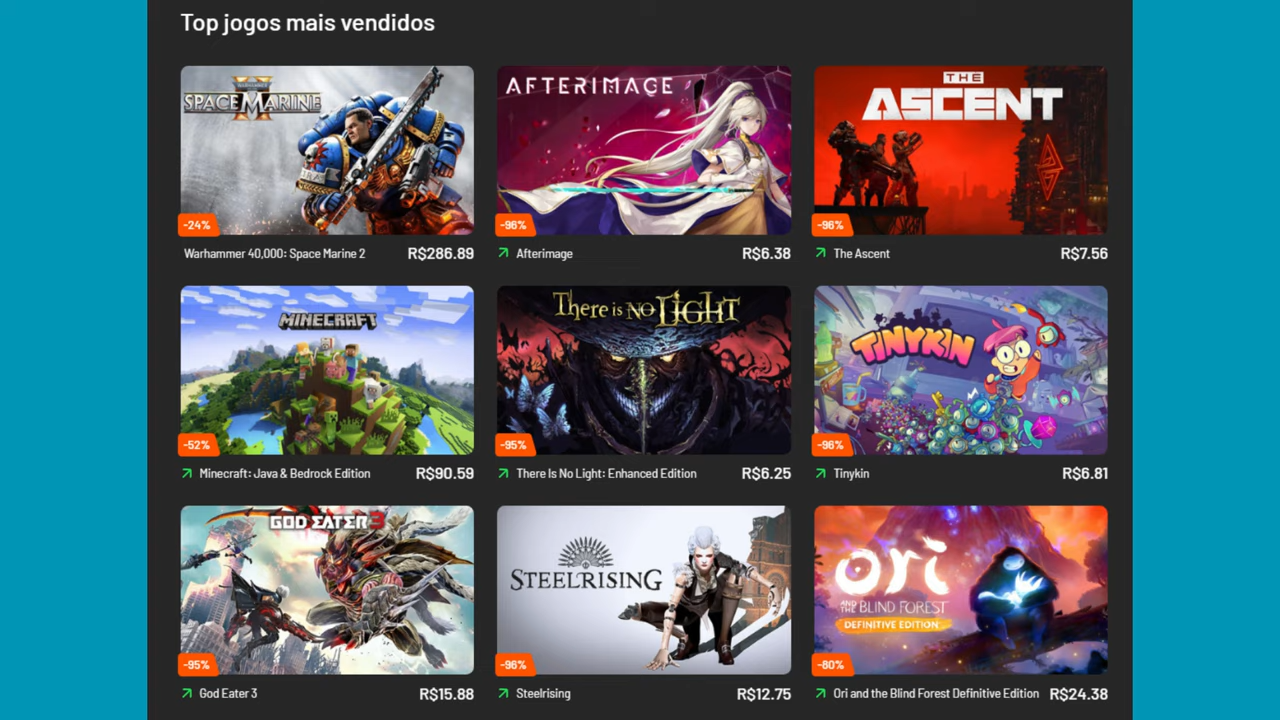 Top jogos mais vendidos
WARHAMMER
II
SPACE MARINE
AFTERIMAGE
THE
ASCENT
-24%
-96%
-96%
Warhammer 40,000: Space Marine 2 R$286.89
Afterimage R$6.38
The Ascent R$7.56
MINECRAFT
There is NO LIGHT
TINYKIN
-52%
-95%
-96%
Minecraft: Java & Bedrock Edition R$90.59
There Is No Light: Enhanced Edition R$6.25
Tinykin R$6.81
GOD EATER 3
STEELRISING
ori
AND THE BLIND FOREST
DEFINITIVE EDITION
-95%
-96%
-80%
God Eater 3 R$15.88
Steelrising R$12.75
Ori and the Blind Forest Definitive Edition R$24.38